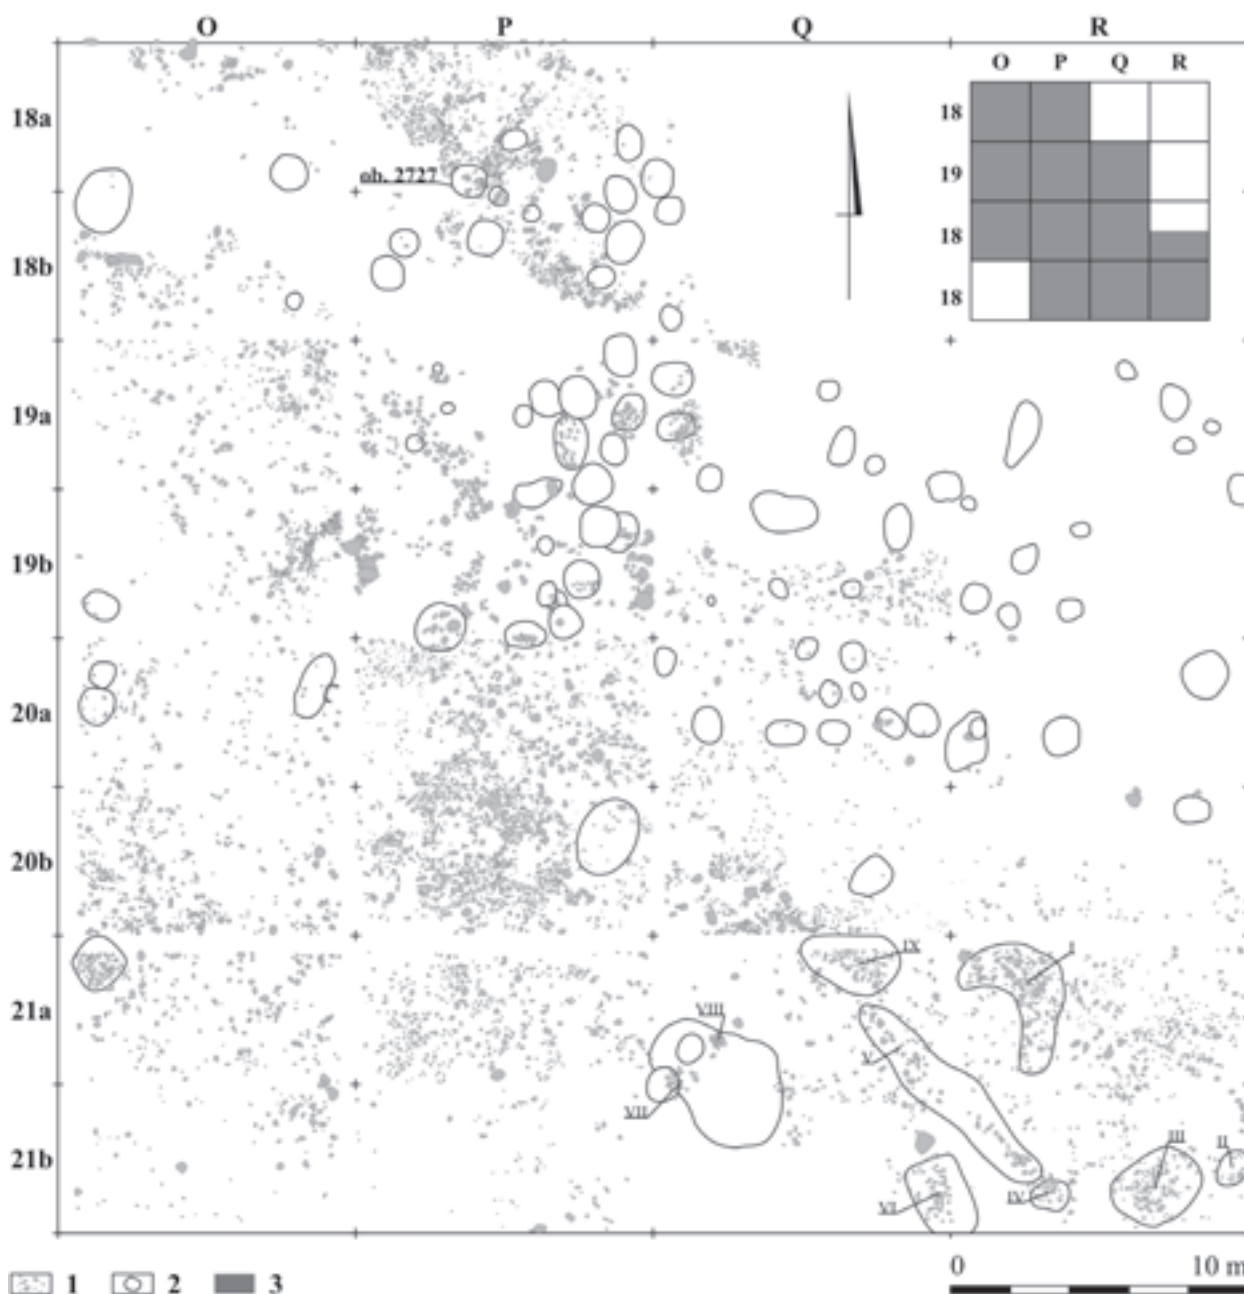 O P Q R
O P Q R
18
19
18
18
18a
ob. 2727
18b
19a
19b
20a
20b
IX
I
21a
VIII
V
VII
21b
III
II
IV
VI
1 2 3
0 10 m